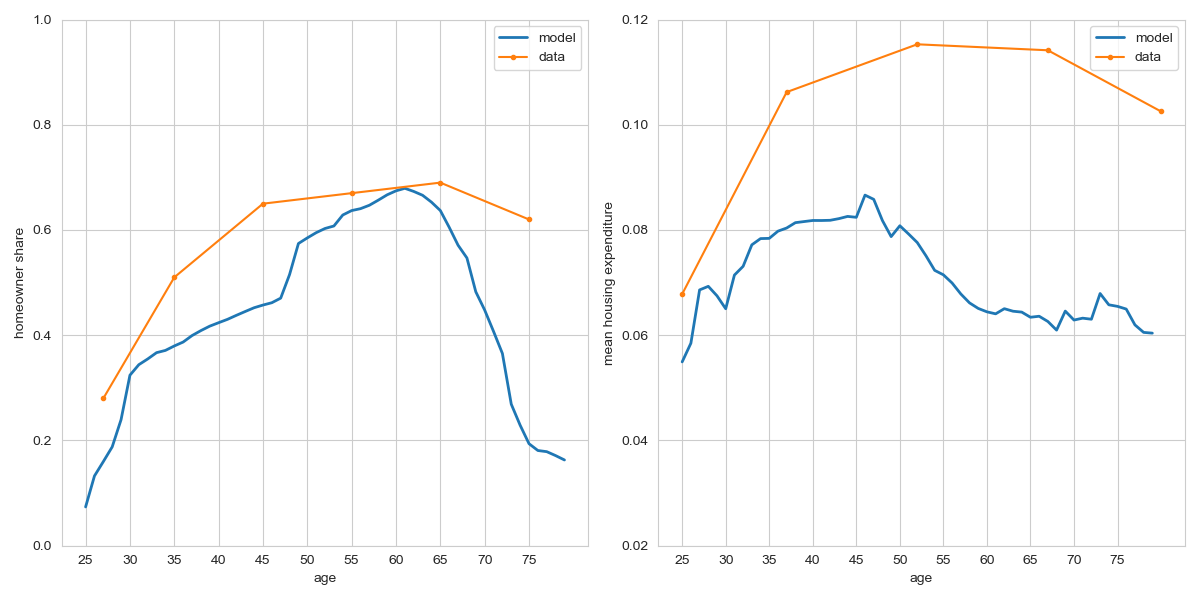 1.0
0.8
0.6
0.4
0.2
0.0
homeowner share
25 30 35 40 45 50 55 60 65 70 75
age
model
data
0.12
0.10
0.08
0.06
0.04
0.02
mean housing expenditure
25 30 35 40 45 50 55 60 65 70 75
age
model
data